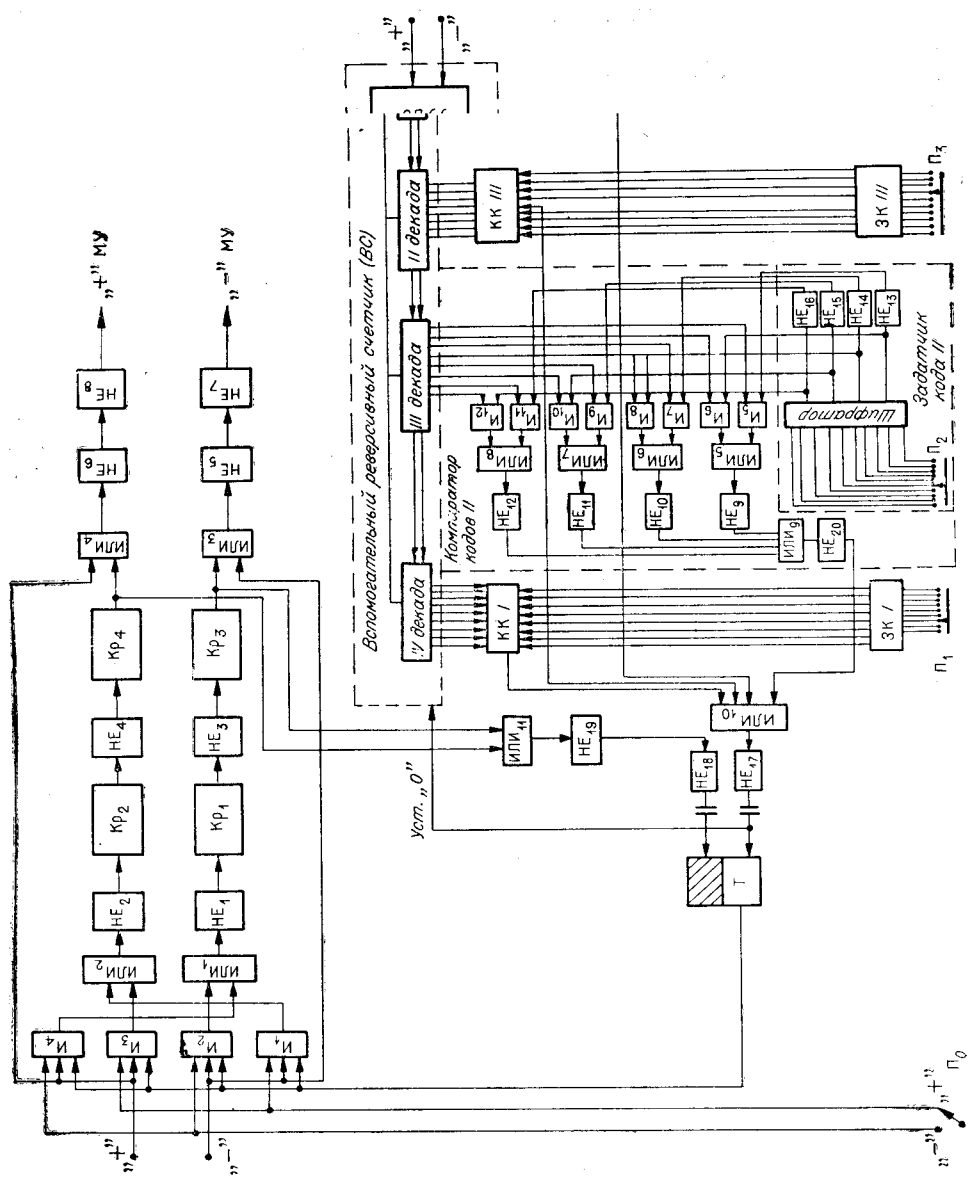 „+”
„−”
И₄
И₃
И₂
И₁
ИЛИ₂
ИЛИ₁
НЕ₂
НЕ₁
Кр₂
Кр₁
НЕ₄
НЕ₃
Кр₄
Кр₃
ИЛИ₄
ИЛИ₃
НЕ₆
НЕ₅
НЕ₈
НЕ₇
„+” МУ
„−” МУ
„−”
„+”
П₀
Т
Уст. „0”
ИЛИ₁₁
НЕ₁₉
НЕ₁₈
НЕ₁₇
ИЛИ₁₀
Вспомогательный реверсивный счетчик (ВС)
„+”
„−”
декада
III декада
II декада
КК I
ЗК I
П₁
Компаратор
кодов II
НЕ₁₂
НЕ₁₁
НЕ₁₀
НЕ₉
ИЛИ₈
ИЛИ₇
ИЛИ₆
ИЛИ₅
И₁₂
И₁₁
И₁₀
И₉
И₈
И₇
И₆
И₅
ИЛИ₉
НЕ₂₀
Шифратор
П₂
НЕ₁₆
НЕ₁₅
НЕ₁₄
НЕ₁₃
Задатчик
кода II
КК III
ЗК III
П₃